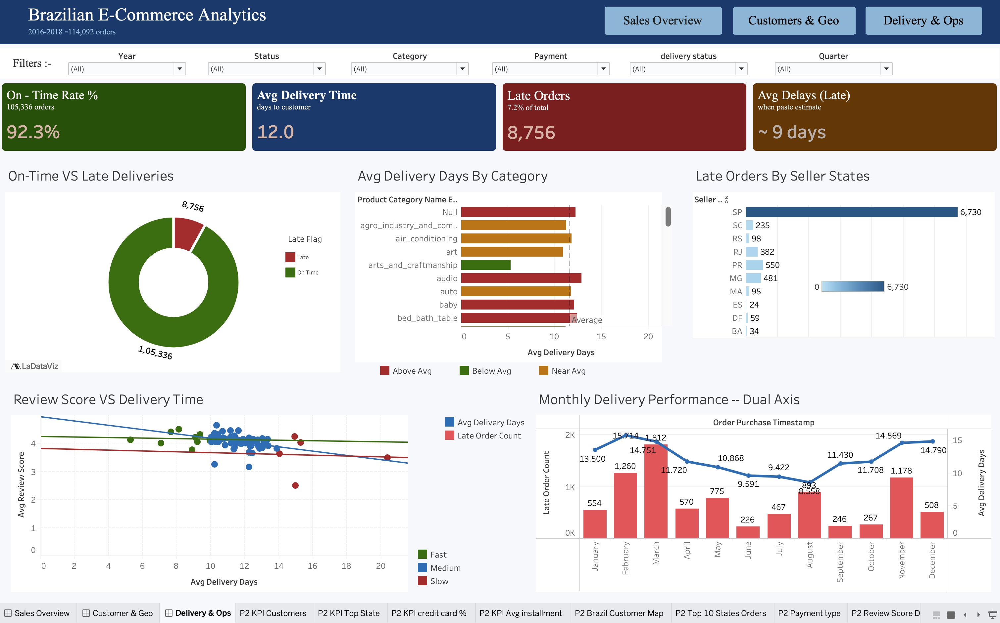 Brazilian E-Commerce Analytics
2016-2018 -114,092 orders
Sales Overview
Customers & Geo
Delivery & Ops
Filters :-
Year
(All)
Status
(All)
Category
(All)
Payment
(All)
delivery status
(All)
Quarter
(All)
On - Time Rate %
105,336 orders
92.3%
Avg Delivery Time
days to customer
12.0
Late Orders
7.2% of total
8,756
Avg Delays (Late)
when paste estimate
~ 9 days
On-Time VS Late Deliveries
8,756
1,05,336
Late Flag
Late
On Time
LaDataViz
Avg Delivery Days By Category
Product Category Name E..
Null
agro_industry_and_com..
air_conditioning
art
arts_and_craftmanship
audio
auto
baby
bed_bath_table
Average
0 5 10 15 20
Avg Delivery Days
Above Avg
Below Avg
Near Avg
Late Orders By Seller States
Seller ..
SP 6,730
SC 235
RS 98
RJ 382
PR 550
MG 481
MA 95
ES 24
DF 59
BA 34
0 6,730
Review Score VS Delivery Time
Avg Review Score
4
3
2
1
0
0 2 4 6 8 10 12 14 16 18 20
Avg Delivery Days
Avg Delivery Days
Late Order Count
Fast
Medium
Slow
Monthly Delivery Performance -- Dual Axis
Order Purchase Timestamp
Late Order Count
2K
1K
0K
13.500
15.714
14.751
11.720
10.868
9.591
9.422
8.558
11.430
11.708
14.569
14.790
554
1,260
1,812
570
775
226
467
893
246
267
1,178
508
15
10
5
0
Avg Delivery Days
January
February
March
April
May
June
July
August
September
October
November
December
Sales Overview
Customer & Geo
Delivery & Ops
P2 KPI Customers
P2 KPI Top State
P2 KPI credit card %
P2 KPI Avg installment
P2 Brazil Customer Map
P2 Top 10 States Orders
P2 Payment type
P2 Review Score D